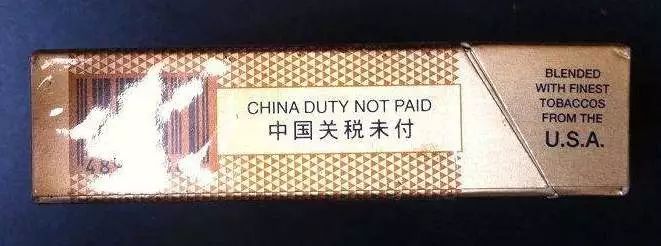 CHINA DUTY NOT PAID
中国关税未付
BLENDED
WITH FINEST
TOBACCOS
FROM THE
U.S.A.